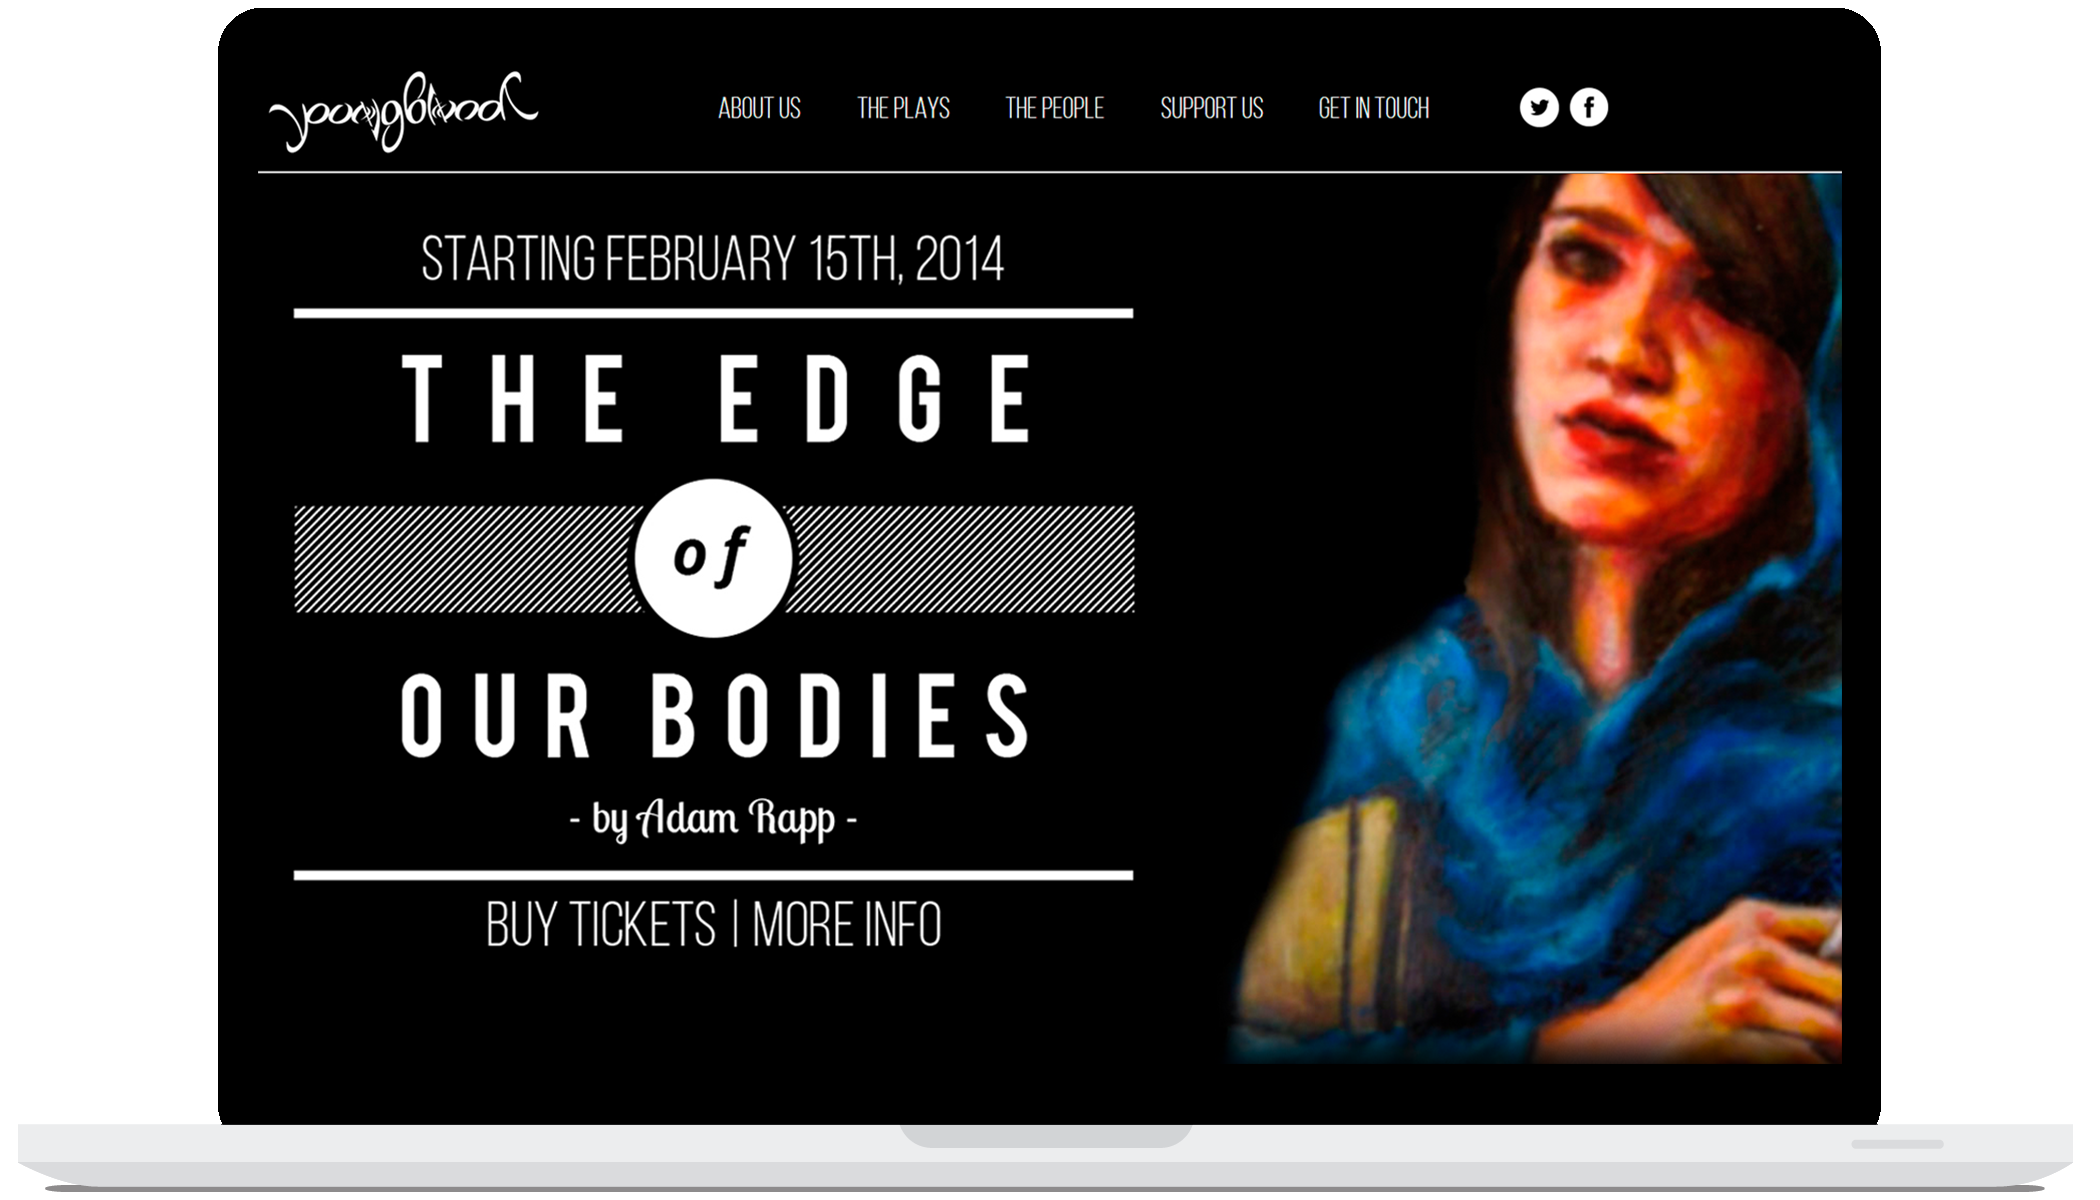 youngblood
ABOUT US THE PLAYS THE PEOPLE SUPPORT US GET IN TOUCH
STARTING FEBRUARY 15TH, 2014
THE EDGE
of
OUR BODIES
- by Adam Rapp -
BUY TICKETS | MORE INFO